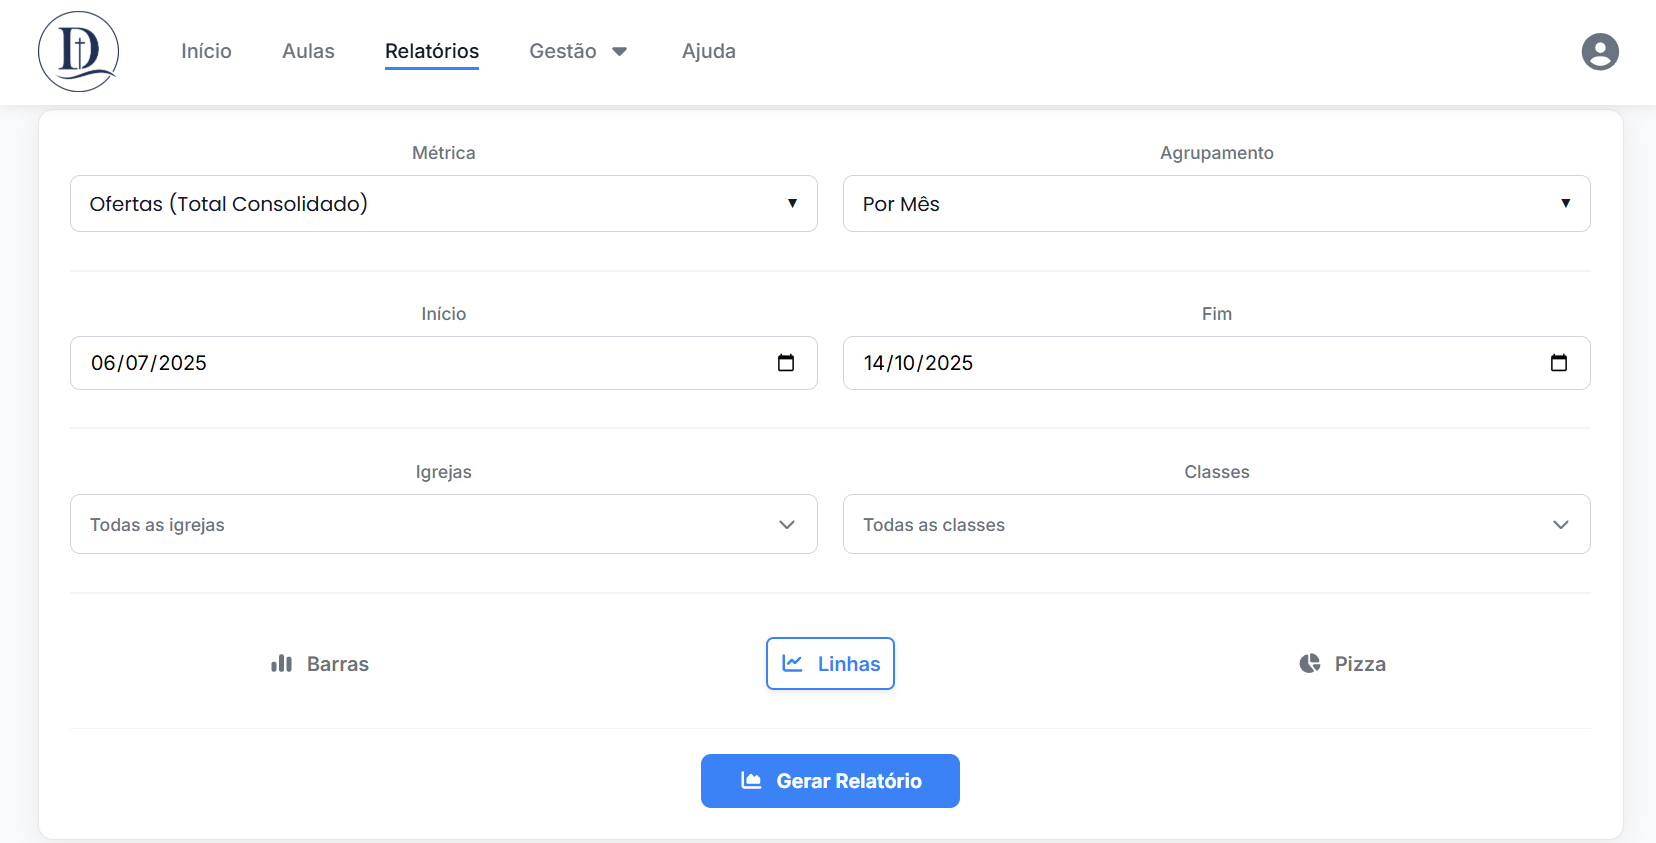 D
Início
Aulas
Relatórios
Gestão
Ajuda
Métrica
Agrupamento
Ofertas (Total Consolidado)
Por Mês
Início
Fim
06/07/2025
14/10/2025
Igrejas
Classes
Todas as igrejas
Todas as classes
Barras
Linhas
Pizza
Gerar Relatório